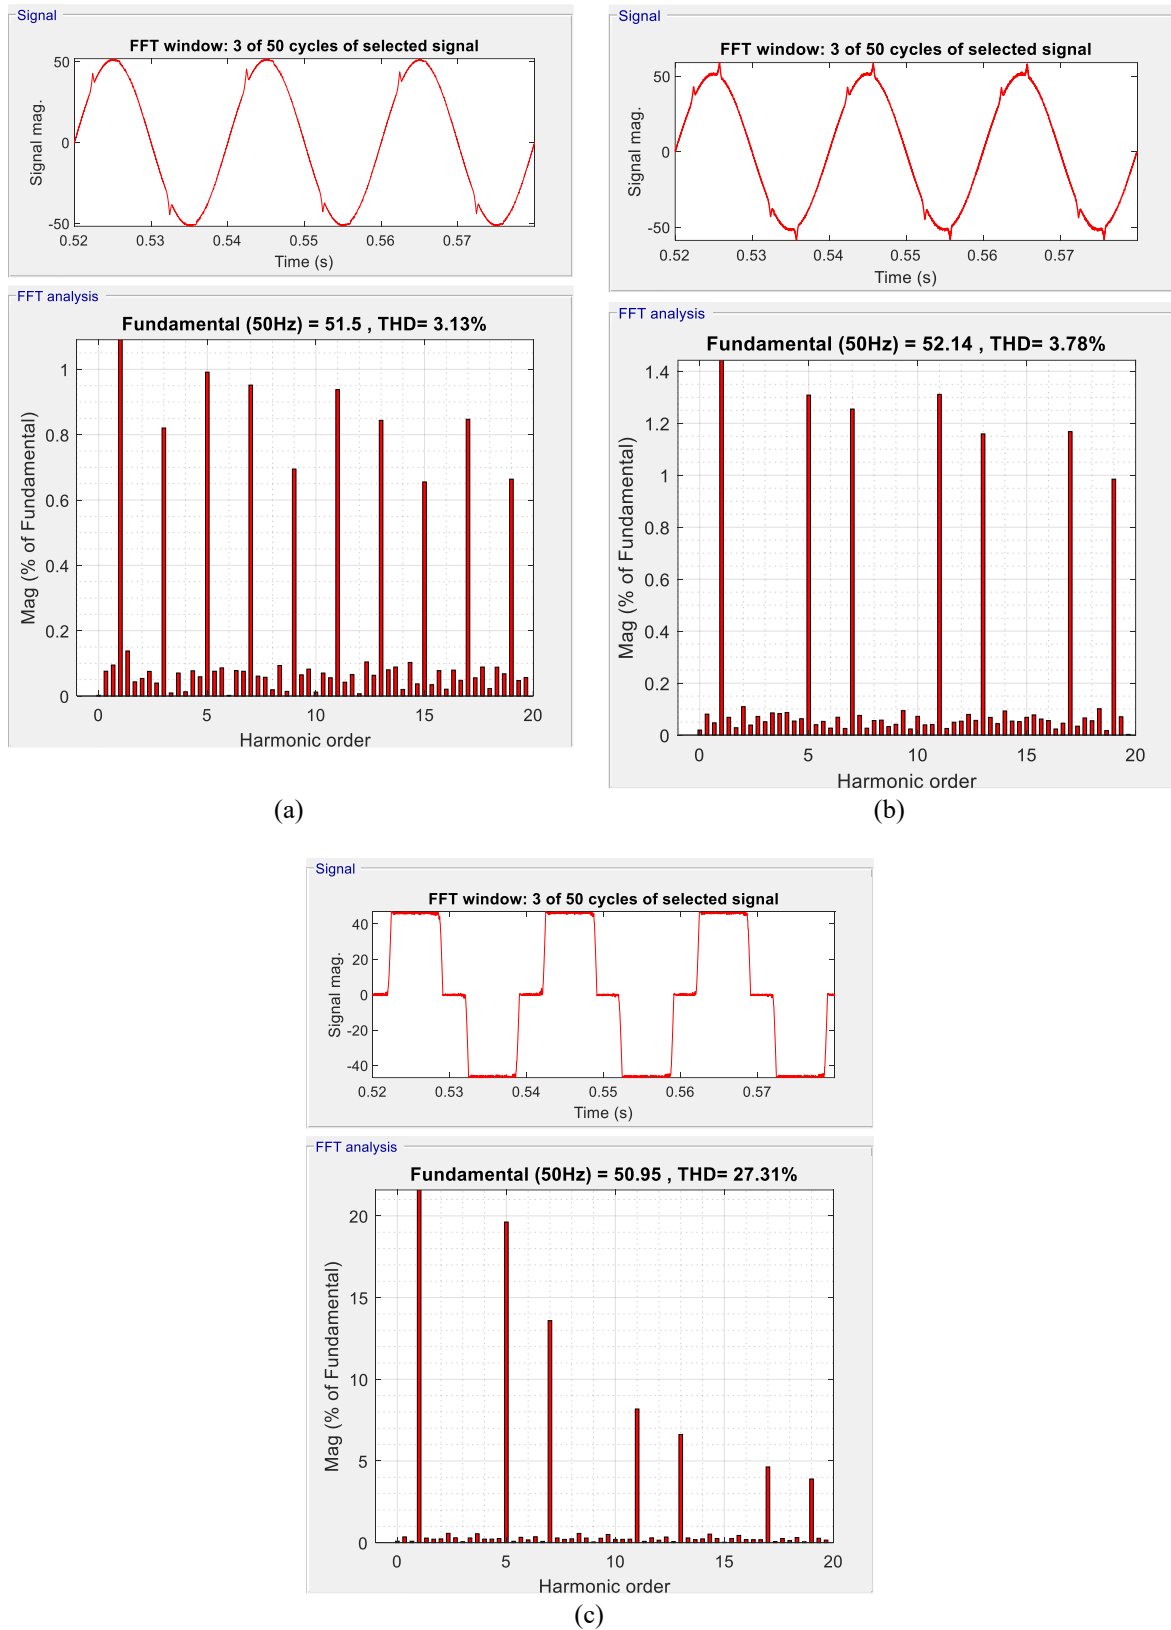 Signal
FFT window: 3 of 50 cycles of selected signal
50
0
-50
Signal mag.
0.52 0.53 0.54 0.55 0.56 0.57
Time (s)
FFT analysis
Fundamental (50Hz) = 51.5 , THD= 3.13%
1
0.8
0.6
0.4
0.2
0
Mag (% of Fundamental)
0 5 10 15 20
Harmonic order
(a)
Signal
FFT window: 3 of 50 cycles of selected signal
50
0
-50
Signal mag.
0.52 0.53 0.54 0.55 0.56 0.57
Time (s)
FFT analysis
Fundamental (50Hz) = 52.14 , THD= 3.78%
1.4
1.2
1
0.8
0.6
0.4
0.2
0
Mag (% of Fundamental)
0 5 10 15 20
Harmonic order
(b)
Signal
FFT window: 3 of 50 cycles of selected signal
40
20
0
-20
-40
Signal mag.
0.52 0.53 0.54 0.55 0.56 0.57
Time (s)
FFT analysis
Fundamental (50Hz) = 50.95 , THD= 27.31%
20
15
10
5
0
Mag (% of Fundamental)
0 5 10 15 20
Harmonic order
(c)